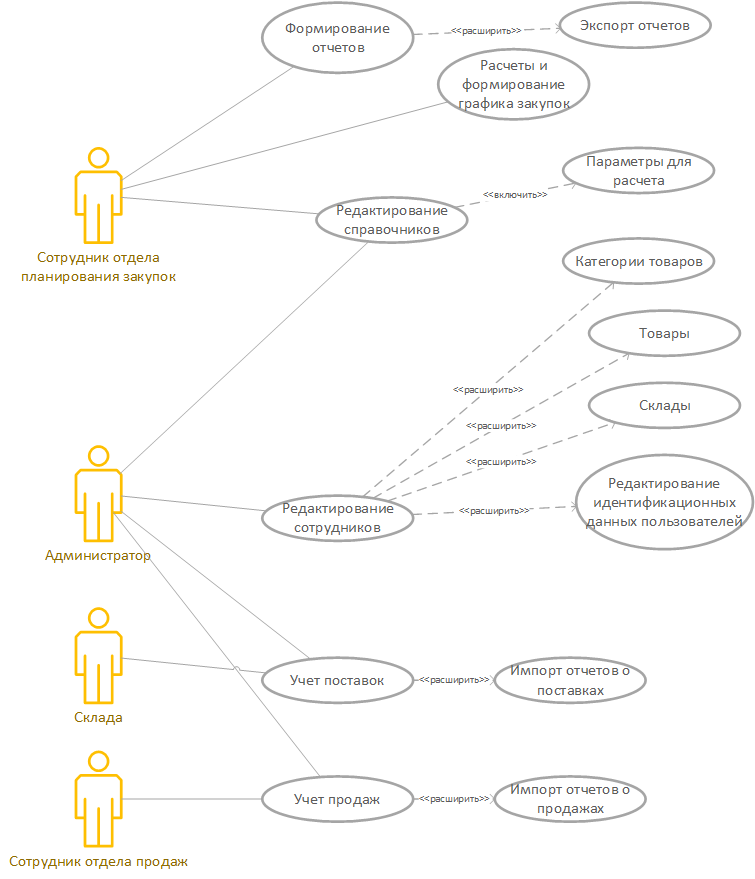 Формирование
отчетов
<<расширить>>
Экспорт отчетов
Расчеты и
формирование
графика закупок
Параметры для
расчета
<<включить>>
Редактирование
справочников
Сотрудник отдела
планирования закупок
Категории товаров
Товары
<<расширить>>
Склады
<<расширить>>
<<расширить>>
Редактирование
идентификационных
данных пользователей
<<расширить>>
Редактирование
сотрудников
Администратор
Учет поставок
<<расширить>>
Импорт отчетов о
поставках
Склада
Учет продаж
<<расширить>>
Импорт отчетов о
продажах
Сотрудник отдела продаж